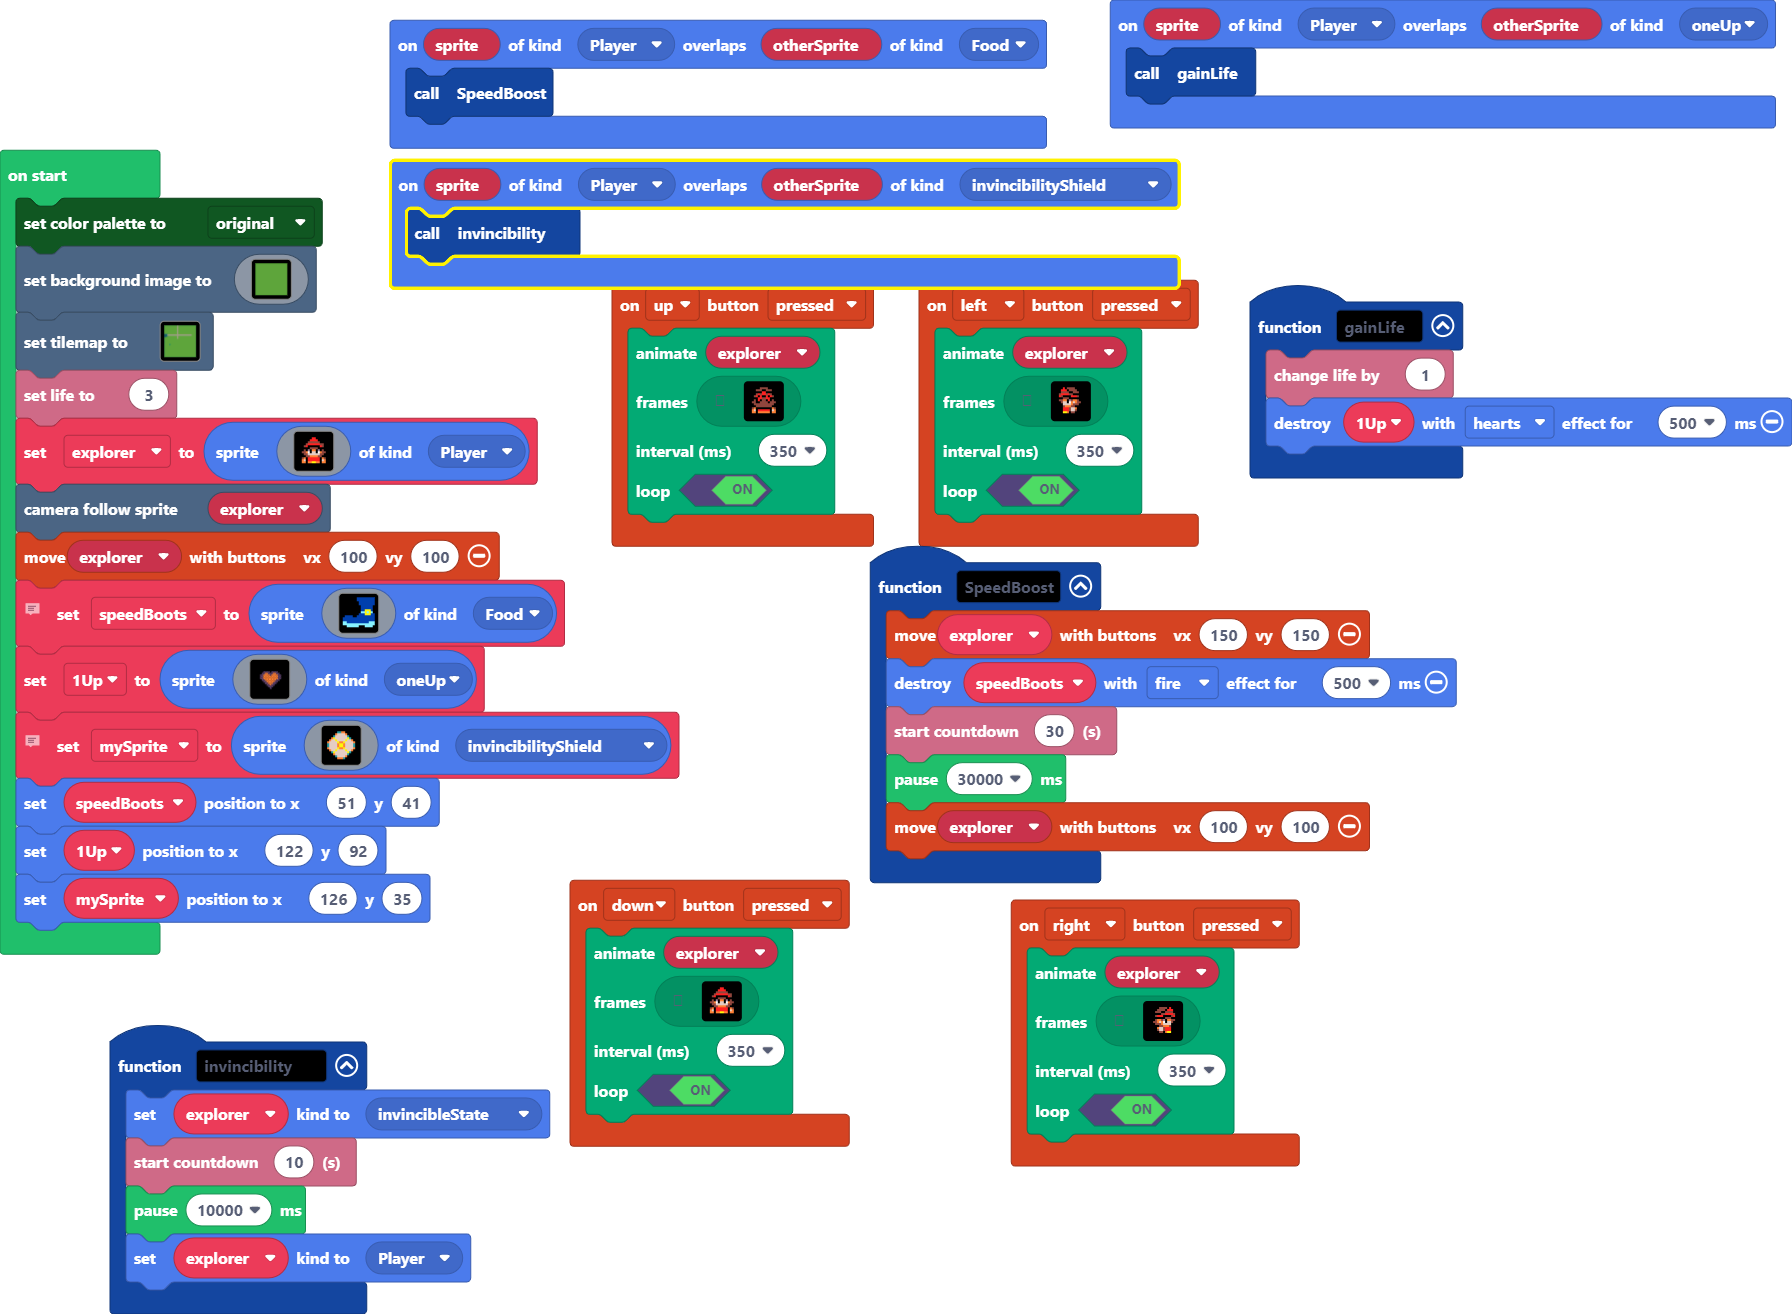 on sprite of kind Player overlaps otherSprite of kind Food
call SpeedBoost
on sprite of kind Player overlaps otherSprite of kind oneUp
call gainLife
on sprite of kind Player overlaps otherSprite of kind invincibilityShield
call invincibility
on start
set color palette to original
set background image to
set tilemap to
set life to 3
set explorer to sprite of kind Player
camera follow sprite explorer
move explorer with buttons vx 100 vy 100
set speedBoots to sprite of kind Food
set 1Up to sprite of kind oneUp
set mySprite to sprite of kind invincibilityShield
set speedBoots position to x 51 y 41
set 1Up position to x 122 y 92
set mySprite position to x 126 y 35
on up button pressed
animate explorer
frames
interval (ms) 350
loop ON
on left button pressed
animate explorer
frames
interval (ms) 350
loop ON
function gainLife
change life by 1
destroy 1Up with hearts effect for 500 ms
function SpeedBoost
move explorer with buttons vx 150 vy 150
destroy speedBoots with fire effect for 500 ms
start countdown 30 (s)
pause 30000 ms
move explorer with buttons vx 100 vy 100
on down button pressed
animate explorer
frames
interval (ms) 350
loop ON
on right button pressed
animate explorer
frames
interval (ms) 350
loop ON
function invincibility
set explorer kind to invincibleState
start countdown 10 (s)
pause 10000 ms
set explorer kind to Player